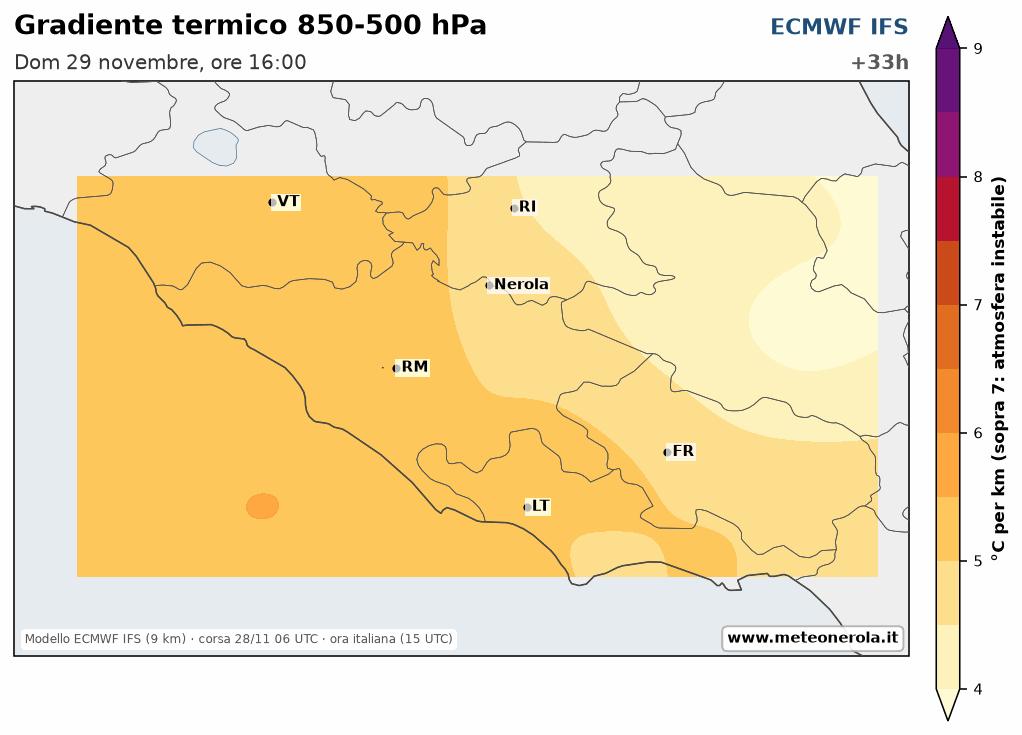 Gradiente termico 850-500 hPa
ECMWF IFS
Dom 29 novembre, ore 16:00
+33h
VT
RI
Nerola
RM
FR
LT
Modello ECMWF IFS (9 km) · corsa 28/11 06 UTC · ora italiana (15 UTC)
www.meteonerola.it
9
8
7
6
5
4
°C per km (sopra 7: atmosfera instabile)